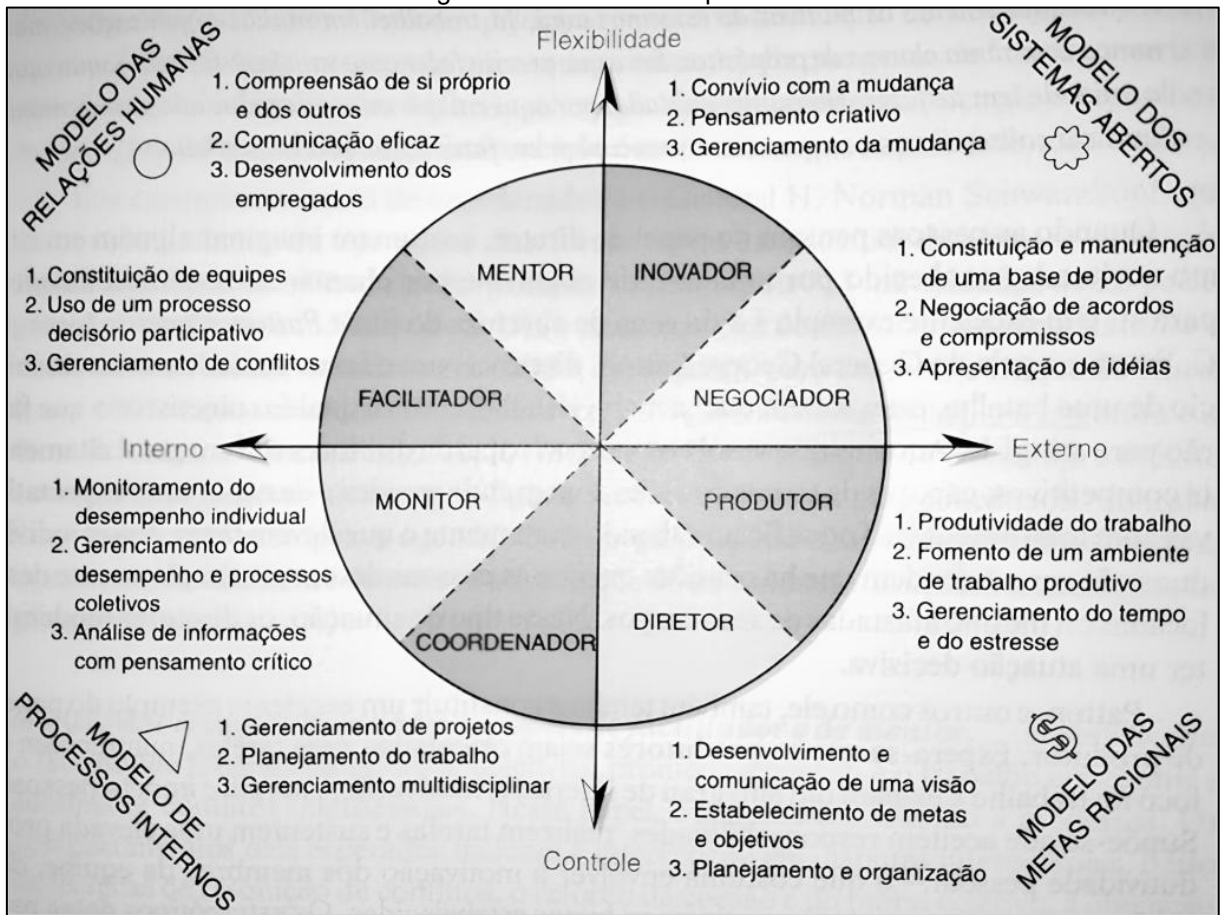 Flexibilidade
MODELO DAS
RELAÇÕES HUMANAS
1. Compreensão de si próprio
e dos outros
2. Comunicação eficaz
3. Desenvolvimento dos
empregados
1. Convívio com a mudança
2. Pensamento criativo
3. Gerenciamento da mudança
MODELO DOS
SISTEMAS ABERTOS
1. Constituição de equipes
2. Uso de um processo
decisório participativo
3. Gerenciamento de conflitos
MENTOR
INOVADOR
1. Constituição e manutenção
de uma base de poder
2. Negociação de acordos
e compromissos
3. Apresentação de idéias
FACILITADOR
NEGOCIADOR
Interno
Externo
1. Monitoramento do
desempenho individual
2. Gerenciamento do
desempenho e processos
coletivos
3. Análise de informações
com pensamento crítico
MONITOR
PRODUTOR
1. Produtividade do trabalho
2. Fomento de um ambiente
de trabalho produtivo
3. Gerenciamento do tempo
e do estresse
COORDENADOR
DIRETOR
MODELO DE
PROCESSOS INTERNOS
1. Gerenciamento de projetos
2. Planejamento do trabalho
3. Gerenciamento multidisciplinar
1. Desenvolvimento e
comunicação de uma visão
2. Estabelecimento de metas
e objetivos
3. Planejamento e organização
MODELO DAS
METAS RACIONAIS
Controle